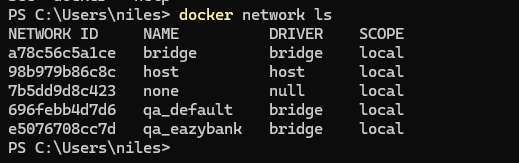 PS C:\Users\niles> docker network ls
NETWORK ID     NAME           DRIVER    SCOPE
a78c56c5a1ce   bridge         bridge    local
98b979b86c8c   host           host      local
7b5dd9d8c423   none           null      local
696febb4d7d6   qa_default     bridge    local
e5076708cc7d   qa_eazybank    bridge    local
PS C:\Users\niles>